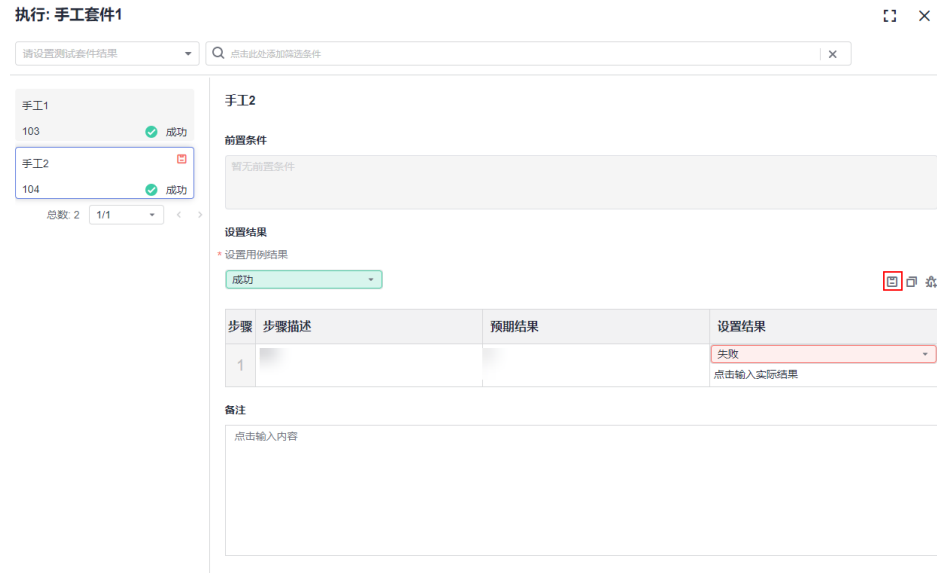 执行: 手工套件1
请设置测试套件结果
点击此处添加筛选条件
手工1
103 成功
手工2
104 成功
总数: 2 1/1
手工2
前置条件
暂无前置条件
设置结果
* 设置用例结果
成功
步骤 步骤描述 预期结果 设置结果
1
失败
点击输入实际结果
备注
点击输入内容